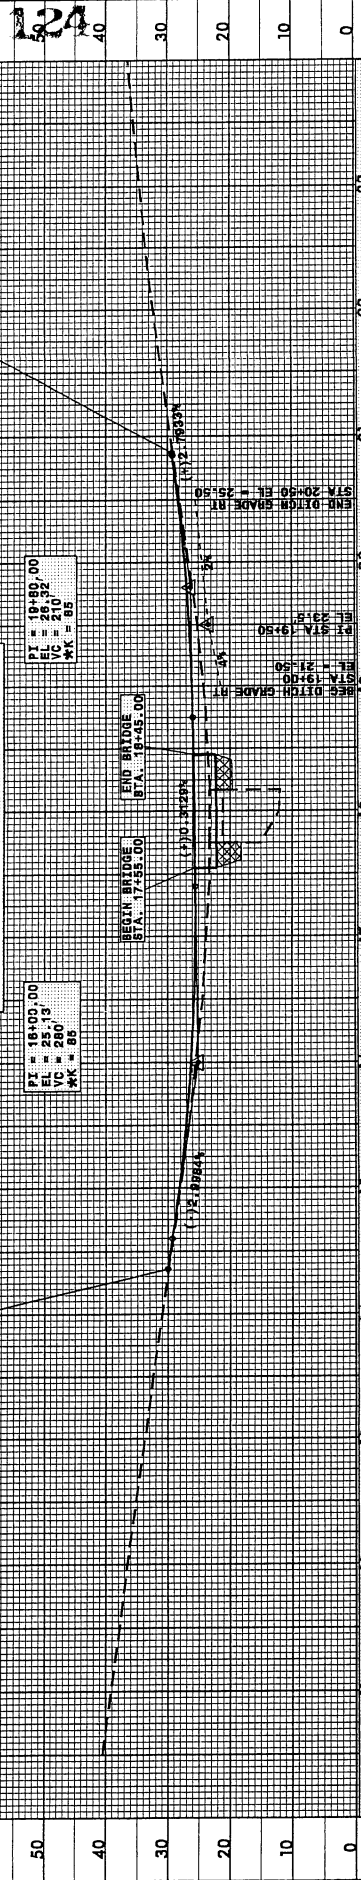 124
50
40
30
20
10
0
PI = 16+00.00
EL = 25.13'
VC = 280'
*K = 85
BEGIN BRIDGE
STA. 17+55.00
END BRIDGE
STA. 18+45.00
PI = 19+80.00
EL = 26.32'
VC = 210'
*K = 85
(-)2.9984%
(+)0.3129%
(+)2.7933%
BEG DITCH GRADE RT
STA 19+00
EL = 21.50
PI STA 19+50
EL 23.5'
END DITCH GRADE RT
STA 20+50 EL = 25.50
4%
2%
50
40
30
20
10
0